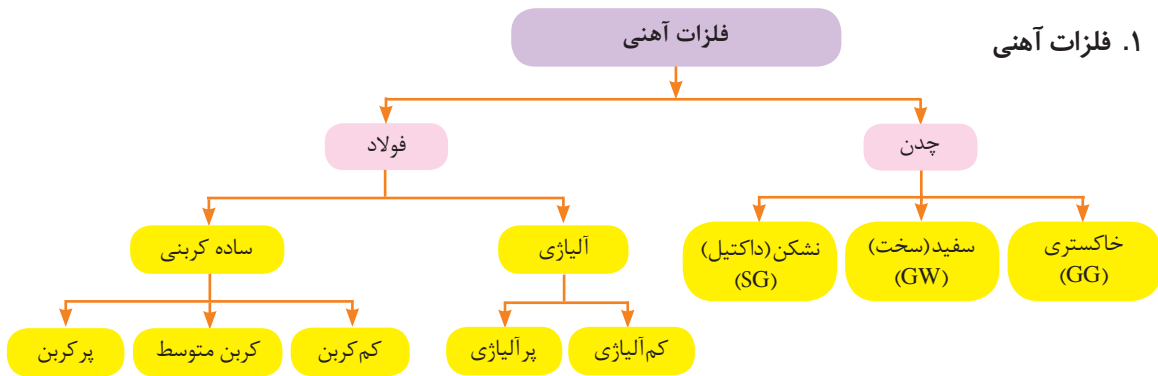 ۱. فلزات آهنی
فلزات آهنی
چدن
فولاد
خاکستری
(GG)
سفید(سخت)
(GW)
نشکن(داکتیل)
(SG)
آلیاژی
ساده کربنی
کم‌آلیاژی
پرآلیاژی
کم‌کربن
کربن متوسط
پرکربن